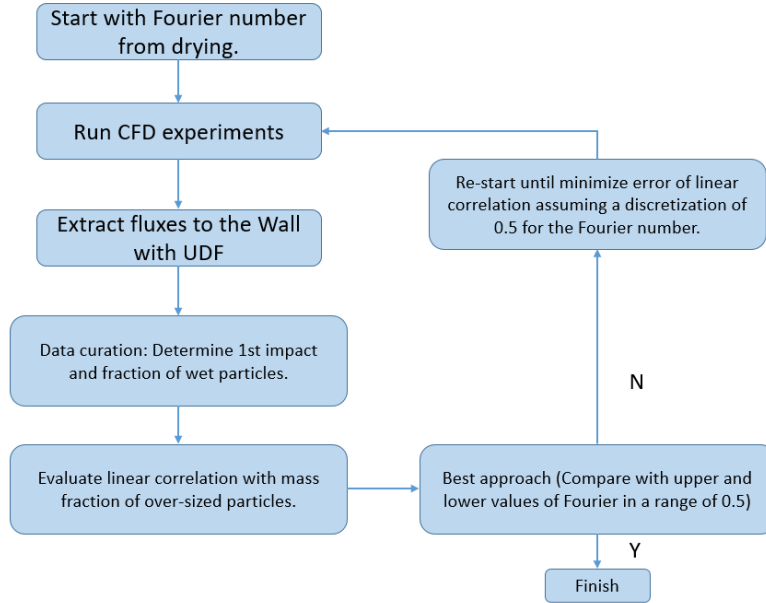 Start with Fourier number
from drying.
Run CFD experiments
Extract fluxes to the Wall
with UDF
Data curation: Determine 1st impact
and fraction of wet particles.
Evaluate linear correlation with mass
fraction of over-sized particles.
Re-start until minimize error of linear
correlation assuming a discretization of
0.5 for the Fourier number.
N
Best approach (Compare with upper and
lower values of Fourier in a range of 0.5)
Y
Finish